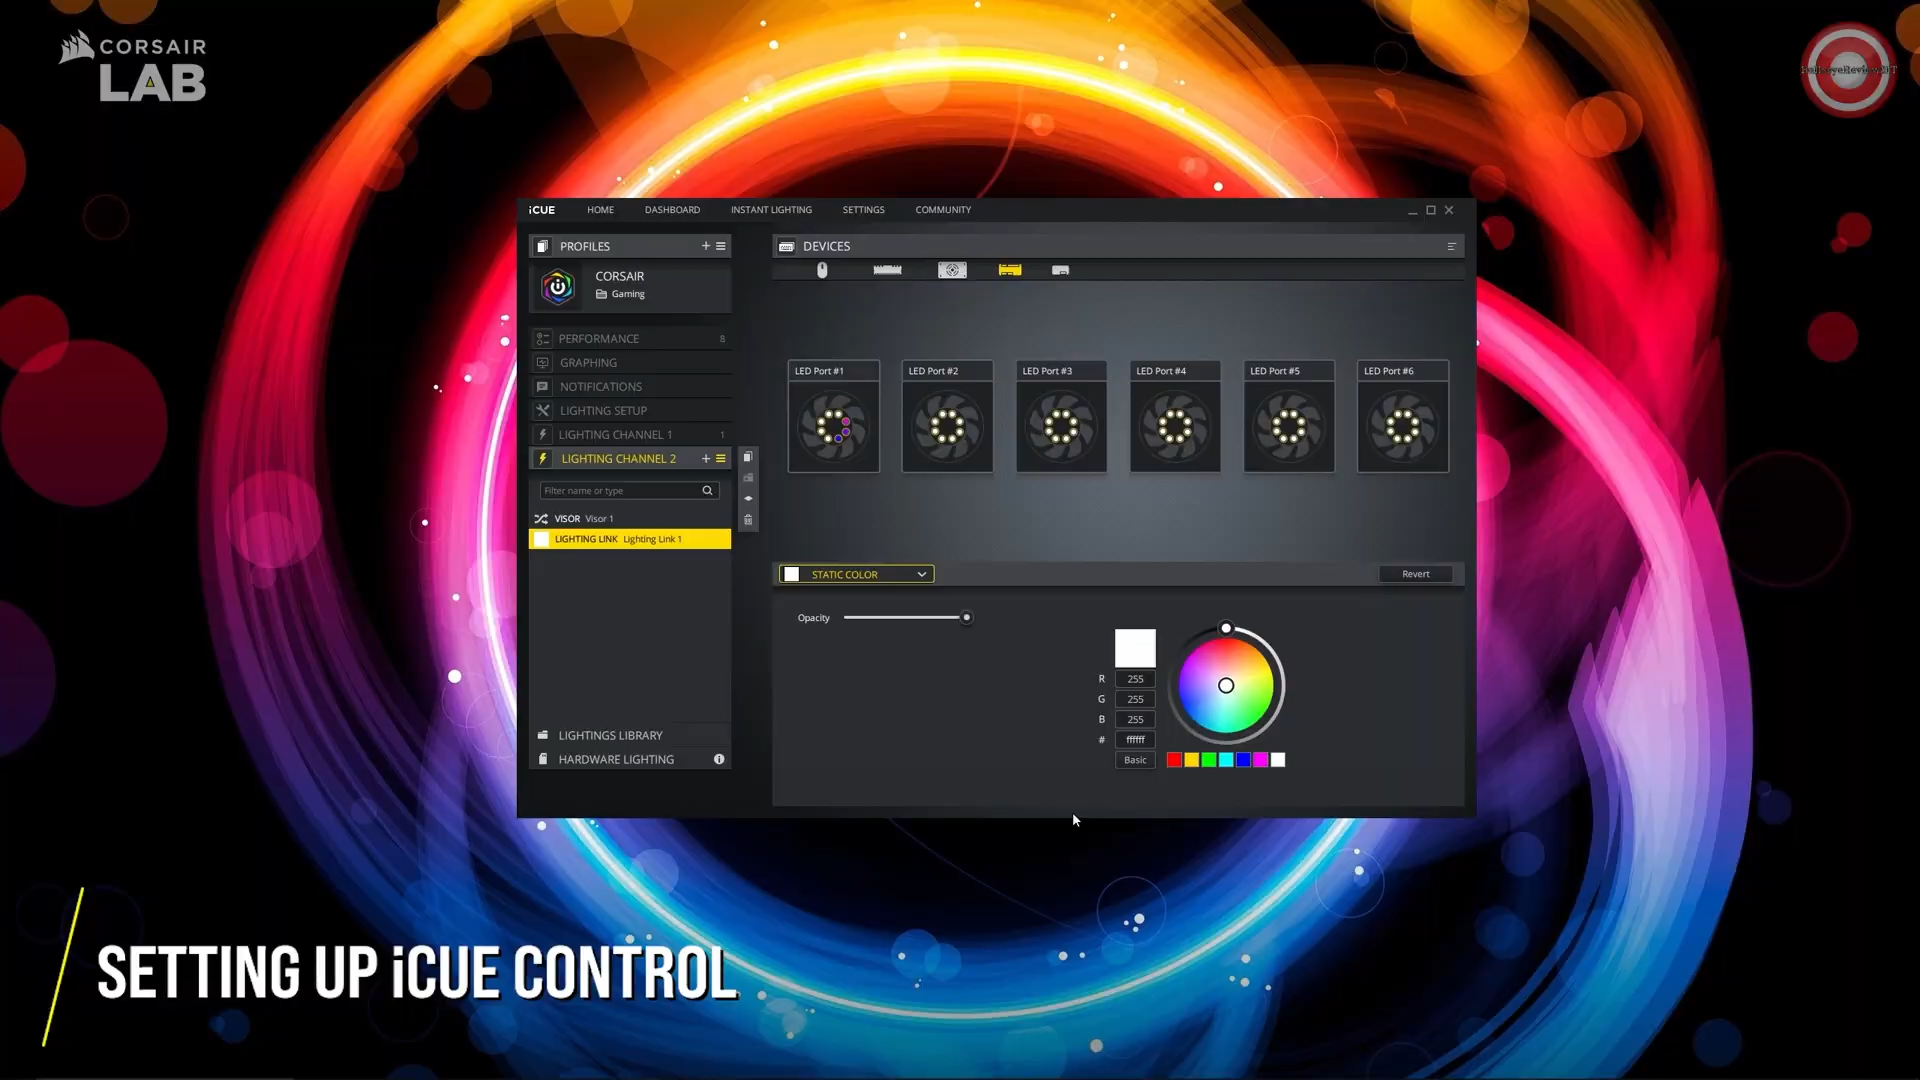 CORSAIR
LAB
iCUE HOME DASHBOARD INSTANT LIGHTING SETTINGS COMMUNITY
PROFILES
CORSAIR
Gaming
PERFORMANCE 8
GRAPHING
NOTIFICATIONS
LIGHTING SETUP
LIGHTING CHANNEL 1 1
LIGHTING CHANNEL 2
Filter name or type
VISOR Visor 1
LIGHTING LINK Lighting Link 1
LIGHTINGS LIBRARY
HARDWARE LIGHTING
DEVICES
LED Port #1 LED Port #2 LED Port #3 LED Port #4 LED Port #5 LED Port #6
STATIC COLOR
Revert
Opacity
R 255
G 255
B 255
# ffffff
Basic
SETTING UP iCUE CONTROL